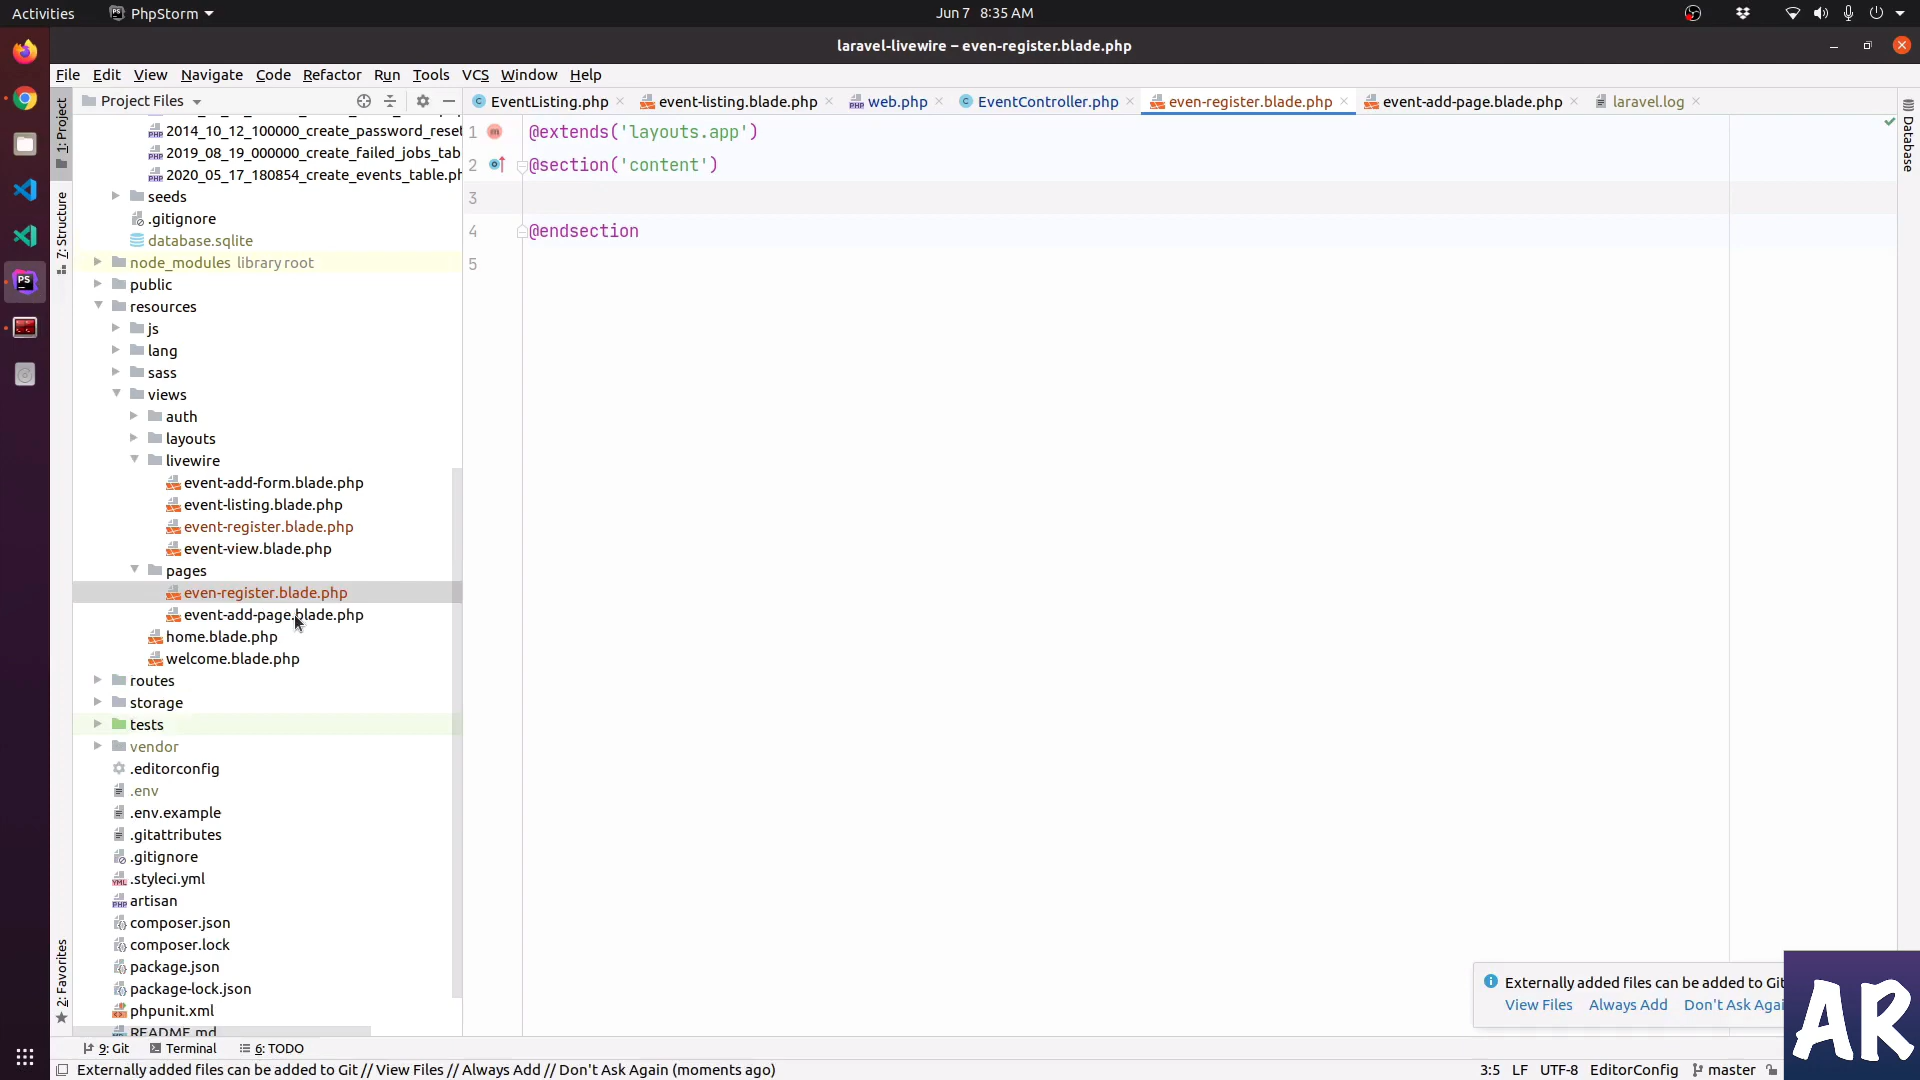 Activities
PhpStorm
Jun 7 8:35 AM
laravel-livewire – even-register.blade.php
File Edit View Navigate Code Refactor Run Tools VCS Window Help
Project Files
EventListing.php
event-listing.blade.php
web.php
EventController.php
even-register.blade.php
event-add-page.blade.php
laravel.log
1: Project
7: Structure
2: Favorites
Database
2014_10_12_100000_create_password_reset
2019_08_19_000000_create_failed_jobs_tab
2020_05_17_180854_create_events_table.ph
seeds
.gitignore
database.sqlite
node_modules library root
public
resources
js
lang
sass
views
auth
layouts
livewire
event-add-form.blade.php
event-listing.blade.php
event-register.blade.php
event-view.blade.php
pages
even-register.blade.php
event-add-page.blade.php
home.blade.php
welcome.blade.php
routes
storage
tests
vendor
.editorconfig
.env
.env.example
.gitattributes
.gitignore
.styleci.yml
artisan
composer.json
composer.lock
package.json
package-lock.json
phpunit.xml
README.md
1 @extends('layouts.app')
2 @section('content')
3
4 @endsection
5
Externally added files can be added to Git
View Files Always Add Don't Ask Agai
AR
9: Git
Terminal
6: TODO
Externally added files can be added to Git // View Files // Always Add // Don't Ask Again (moments ago)
3:5 LF UTF-8 EditorConfig master